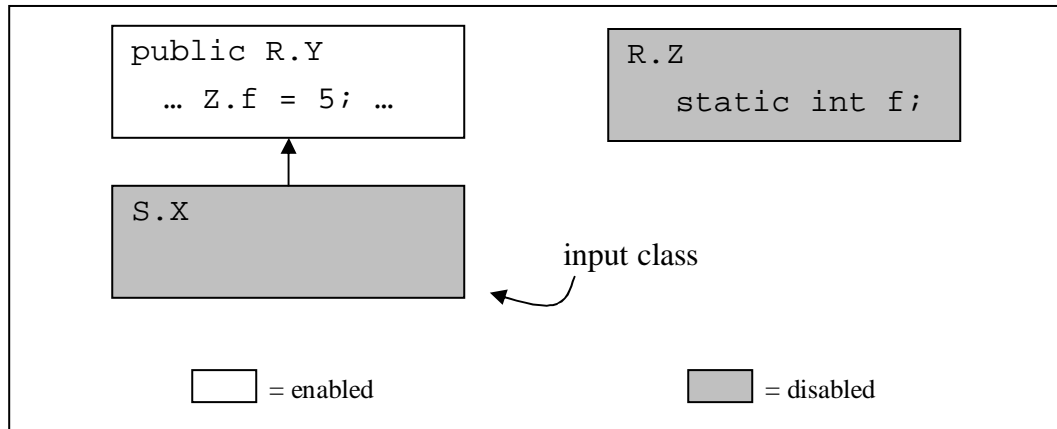 public R.Y
… Z.f = 5; …
R.Z
static int f;
S.X
input class
= enabled
= disabled